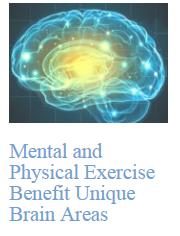 Mental and
Physical Exercise
Benefit Unique
Brain Areas